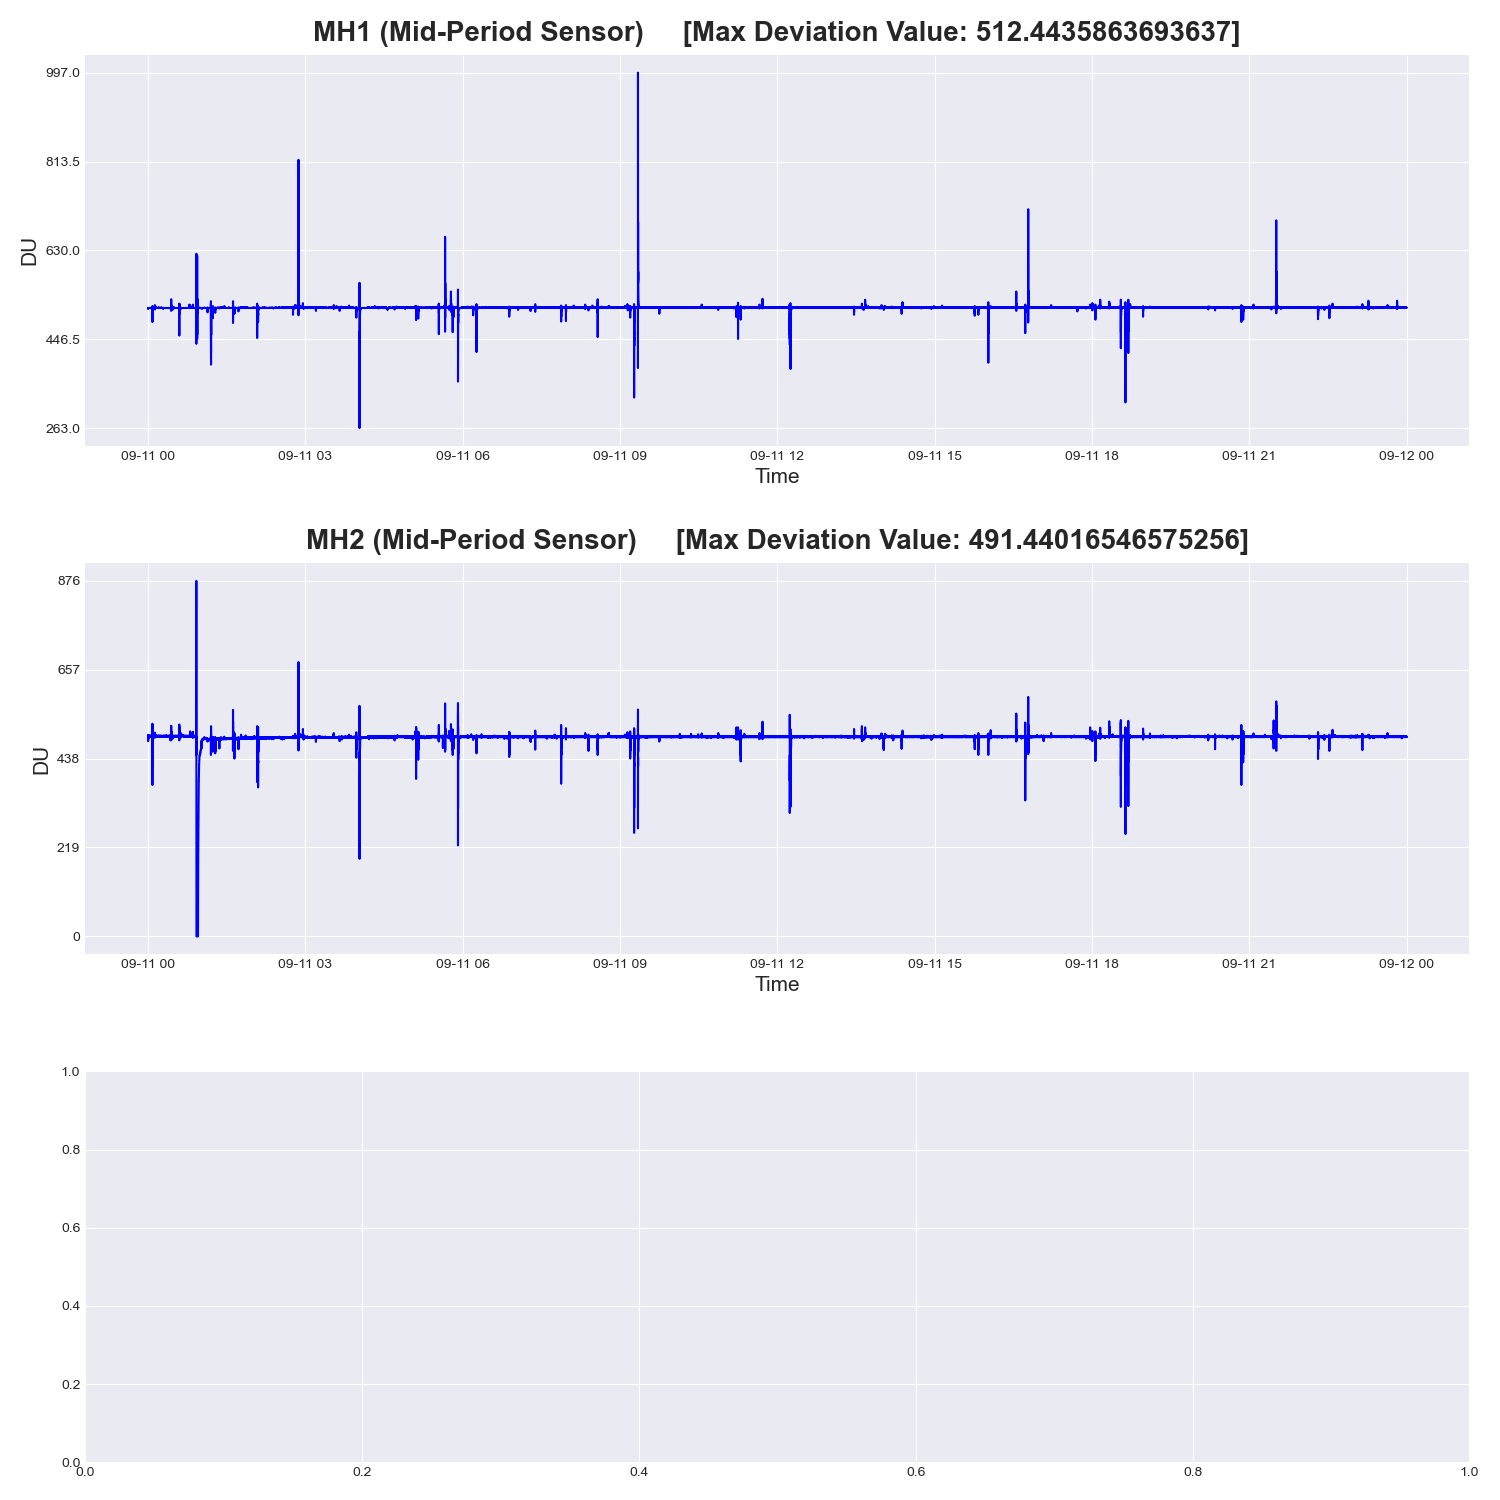 MH1 (Mid-Period Sensor) [Max Deviation Value: 512.4435863693637]
997.0
813.5
630.0
446.5
263.0
DU
09-11 00 09-11 03 09-11 06 09-11 09 09-11 12 09-11 15 09-11 18 09-11 21 09-12 00
Time
MH2 (Mid-Period Sensor) [Max Deviation Value: 491.44016546575256]
876
657
438
219
0
DU
09-11 00 09-11 03 09-11 06 09-11 09 09-11 12 09-11 15 09-11 18 09-11 21 09-12 00
Time
1.0
0.8
0.6
0.4
0.2
0.0
0.0 0.2 0.4 0.6 0.8 1.0